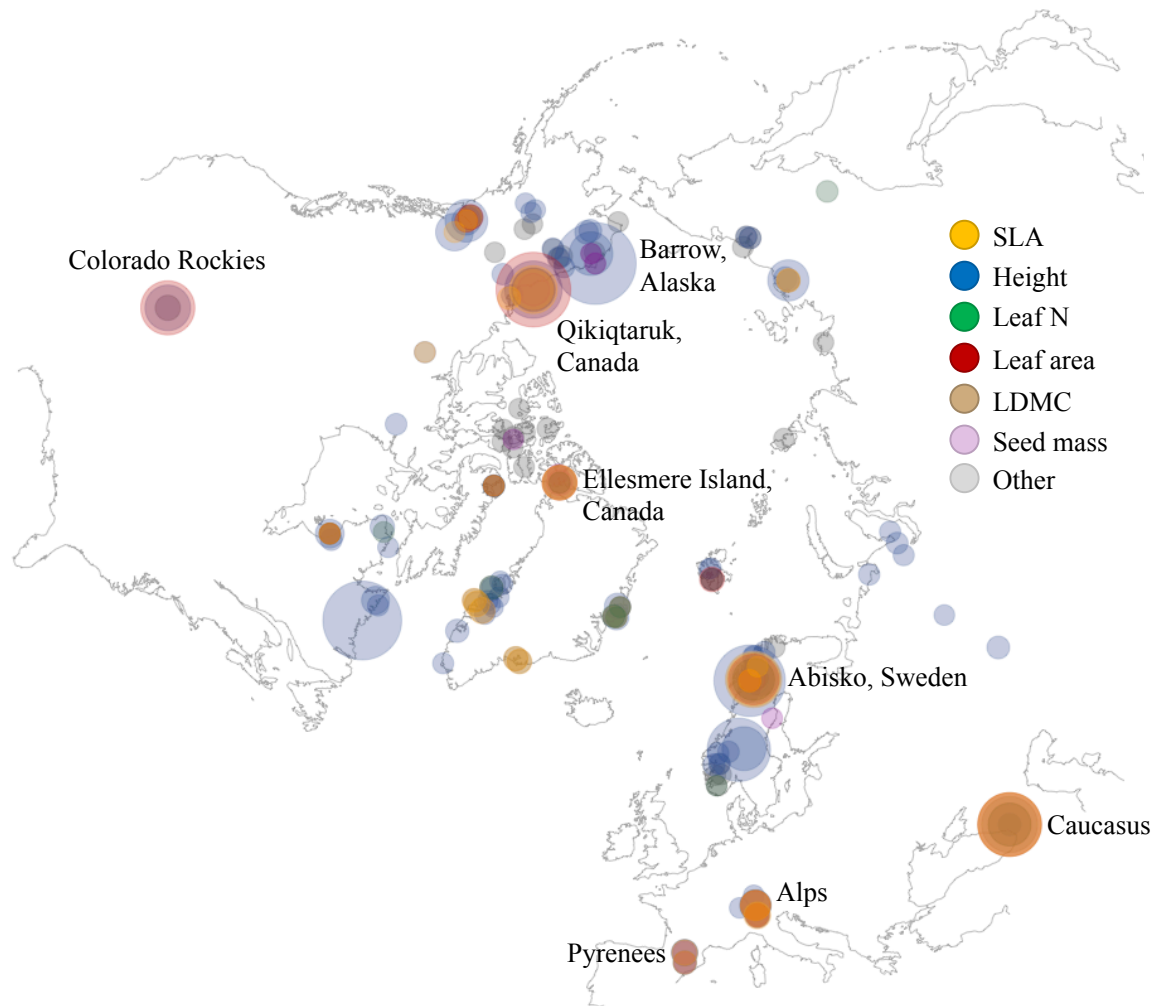 Colorado Rockies
Barrow,
Alaska
Qikiqtaruk,
Canada
SLA
Height
Leaf N
Leaf area
LDMC
Seed mass
Other
Ellesmere Island,
Canada
Abisko, Sweden
Caucasus
Alps
Pyrenees